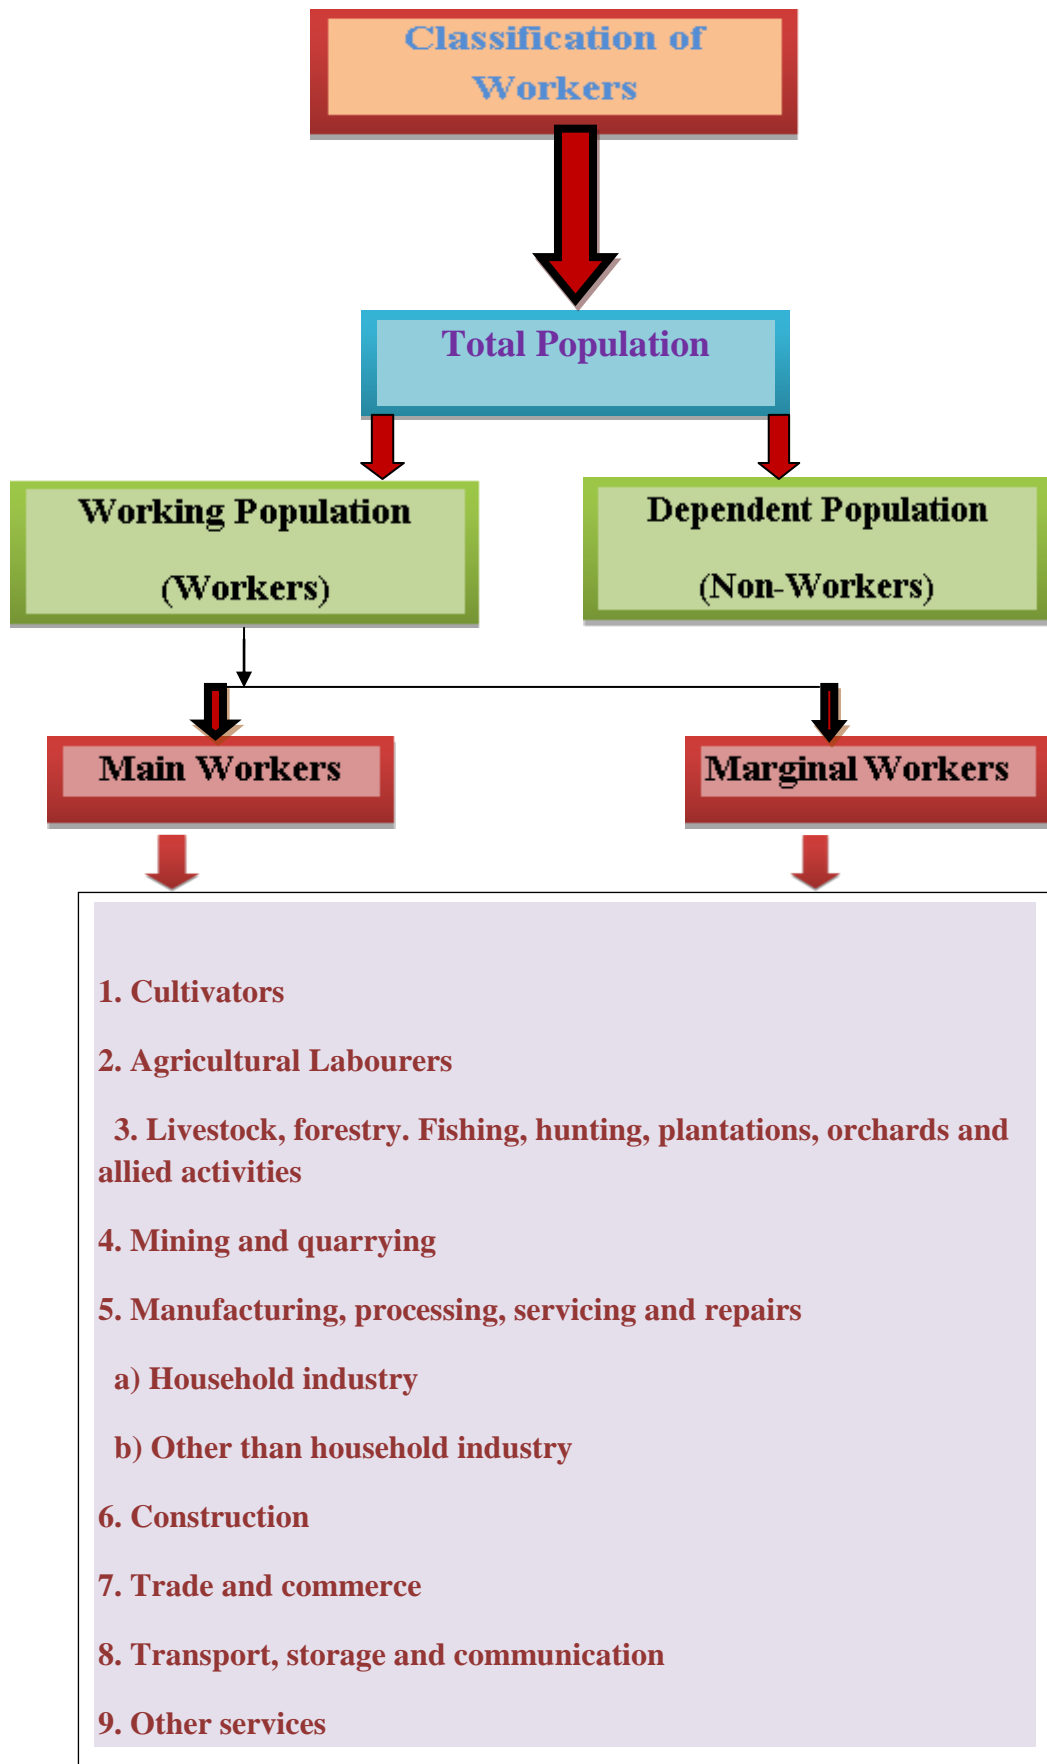 Classification of
Workers
Total Population
Working Population
(Workers)
Dependent Population
(Non-Workers)
Main Workers
Marginal Workers
1. Cultivators
2. Agricultural Labourers
3. Livestock, forestry. Fishing, hunting, plantations, orchards and
allied activities
4. Mining and quarrying
5. Manufacturing, processing, servicing and repairs
a) Household industry
b) Other than household industry
6. Construction
7. Trade and commerce
8. Transport, storage and communication
9. Other services